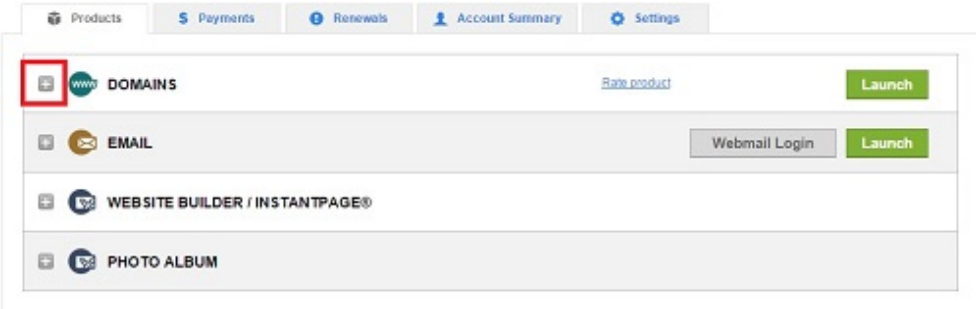 Products Payments Renewals Account Summary Settings
www DOMAINS Rate product Launch
EMAIL Webmail Login Launch
WEBSITE BUILDER / INSTANTPAGE®
PHOTO ALBUM